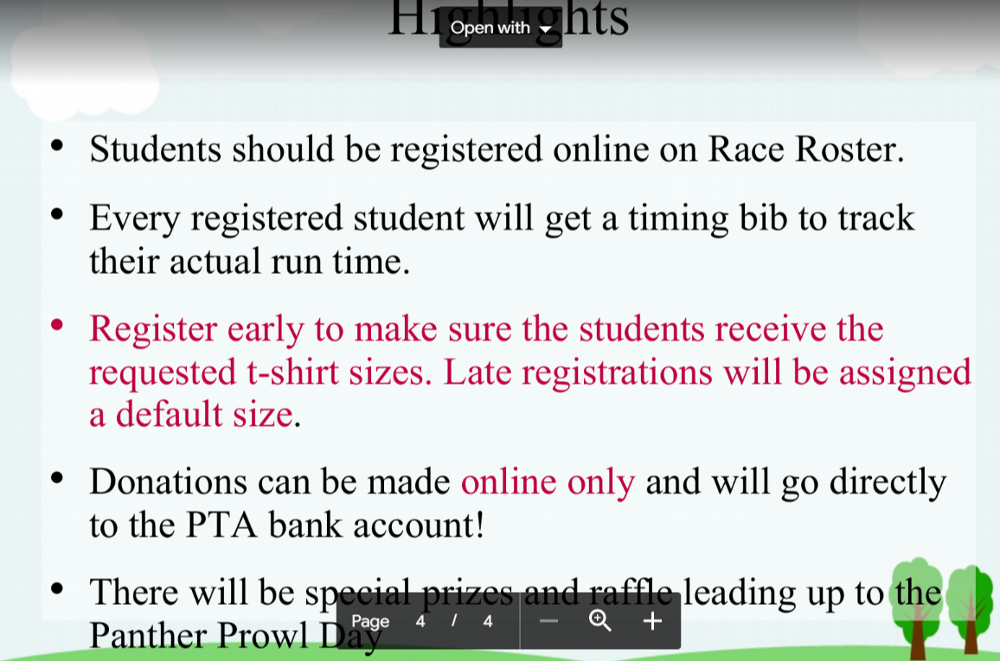 Highlights
Open with
• Students should be registered online on Race Roster.
• Every registered student will get a timing bib to track
their actual run time.
• Register early to make sure the students receive the
requested t-shirt sizes. Late registrations will be assigned
a default size.
• Donations can be made online only and will go directly
to the PTA bank account!
• There will be special prizes and raffle leading up to the
Panther Prowl Day
Page 4 / 4